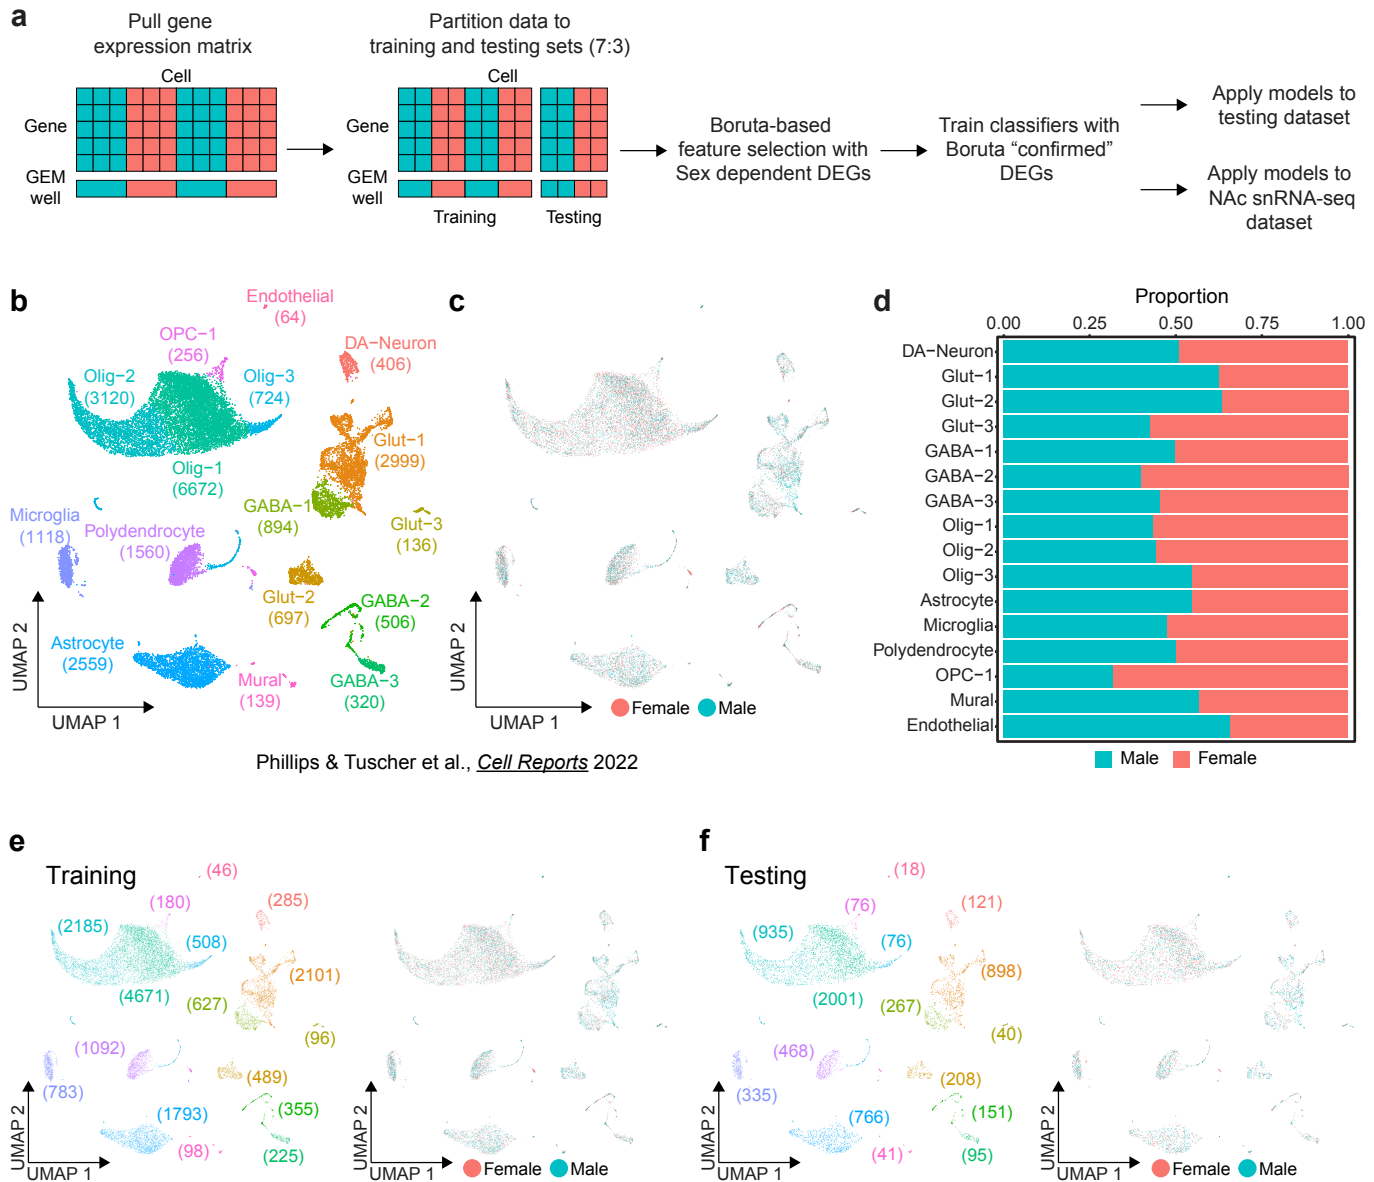 a
Pull gene
expression matrix
Cell
Gene
GEM
well
Partition data to
training and testing sets (7:3)
Cell
Gene
GEM
well
Training
Testing
Boruta-based
feature selection with
Sex dependent DEGs
Train classifiers with
Boruta “confirmed”
DEGs
Apply models to
testing dataset
Apply models to
NAc snRNA-seq
dataset
b
Endothelial
(64)
OPC−1
(256)
DA−Neuron
(406)
Olig−2
(3120)
Olig−3
(724)
Glut−1
(2999)
Olig−1
(6672)
GABA−1
(894)
Microglia
(1118)
Polydendrocyte
(1560)
Glut−3
(136)
Glut−2
(697)
GABA−2
(506)
Astrocyte
(2559)
Mural
(139)
GABA−3
(320)
UMAP 2
UMAP 1
c
UMAP 2
UMAP 1
Female
Male
Phillips & Tuscher et al., Cell Reports 2022
d
Proportion
0.00 0.25 0.50 0.75 1.00
DA−Neuron
Glut−1
Glut−2
Glut−3
GABA−1
GABA−2
GABA−3
Olig−1
Olig−2
Olig−3
Astrocyte
Microglia
Polydendrocyte
OPC−1
Mural
Endothelial
Male
Female
e
Training
(46)
(180)
(285)
(2185)
(508)
(2101)
(4671)
(627)
(96)
(1092)
(783)
(489)
(1793)
(355)
(98)
(225)
UMAP 2
UMAP 1
UMAP 2
UMAP 1
Female
Male
f
Testing
(18)
(76)
(121)
(935)
(76)
(898)
(2001)
(267)
(40)
(468)
(335)
(208)
(766)
(151)
(41)
(95)
UMAP 2
UMAP 1
UMAP 2
UMAP 1
Female
Male